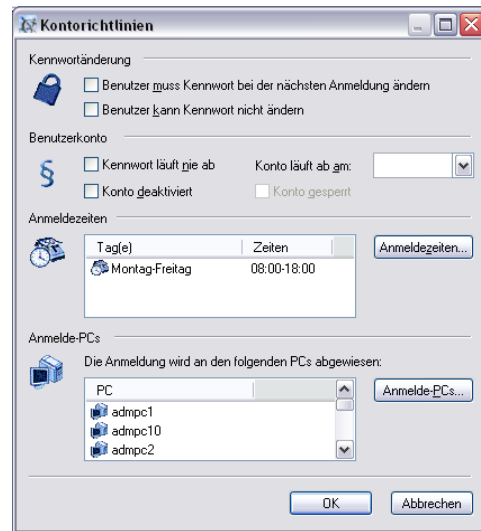 Kontorichtlinien
Kennwortänderung
Benutzer muss Kennwort bei der nächsten Anmeldung ändern
Benutzer kann Kennwort nicht ändern
Benutzerkonto
Kennwort läuft nie ab
Konto läuft ab am:
Konto deaktiviert
Konto gesperrt
Anmeldezeiten
Tag(e) Zeiten
Montag-Freitag 08:00-18:00
Anmeldezeiten...
Anmelde-PCs
Die Anmeldung wird an den folgenden PCs abgewiesen:
PC
admpc1
admpc10
admpc2
Anmelde-PCs...
OK
Abbrechen